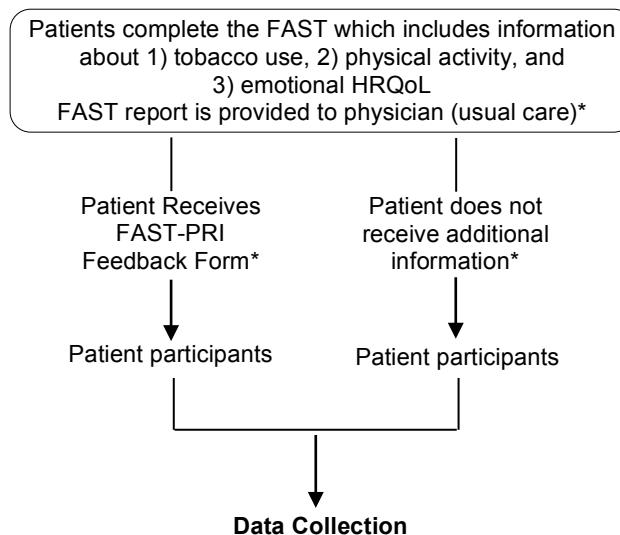 Patients complete the FAST which includes information
about 1) tobacco use, 2) physical activity, and
3) emotional HRQoL
FAST report is provided to physician (usual care)*
Patient Receives
FAST-PRI
Feedback Form*
Patient does not
receive additional
information*
Patient participants
Patient participants
Data Collection